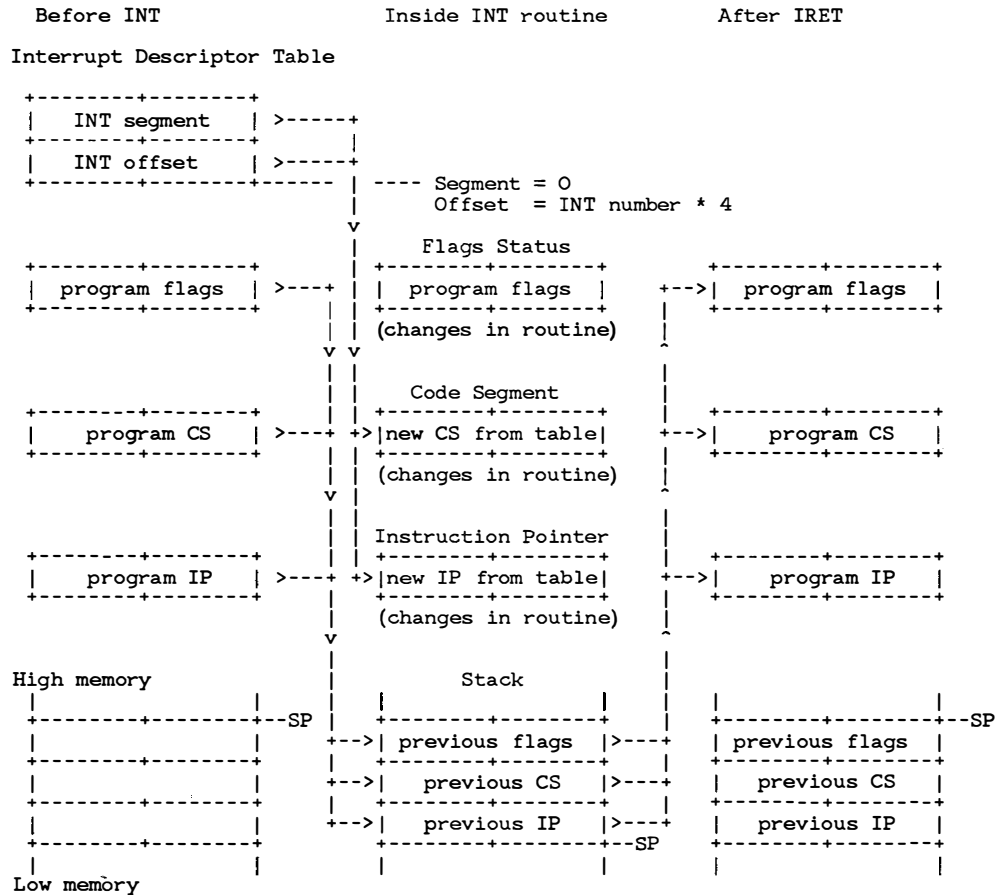 Before INT Inside INT routine After IRET
Interrupt Descriptor Table
INT segment
INT offset
Segment = 0
Offset = INT number * 4
Flags Status
program flags program flags program flags
(changes in routine)
Code Segment
program CS new CS from table program CS
(changes in routine)
Instruction Pointer
program IP new IP from table program IP
(changes in routine)
High memory Stack
SP SP
previous flags previous flags
previous CS previous CS
previous IP previous IP
SP
Low memory